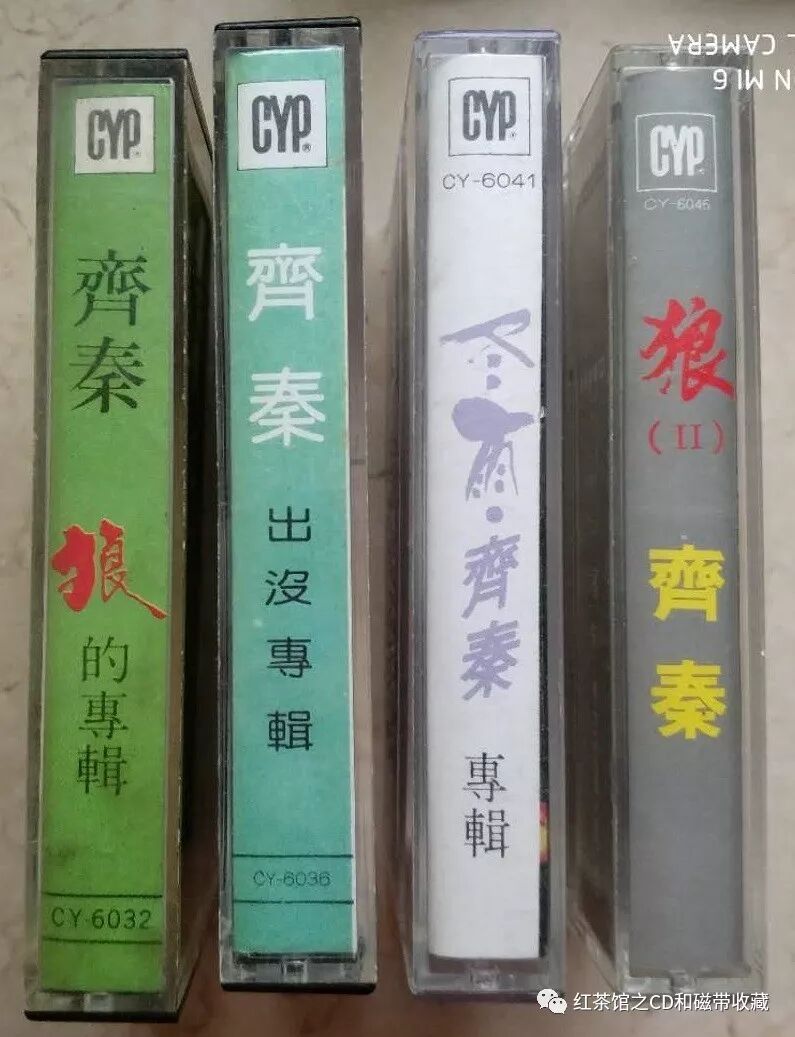 CYP®
齊秦
狼
的專輯
CY-6032
CYP®
齊秦
出沒專輯
CY-6036
CYP®
CY-6041
冬·雨·齊秦
專輯
CYP®
CY-6045
狼
(II)
齊秦
N MI 6
L CAMERA
红茶馆之CD和磁带收藏